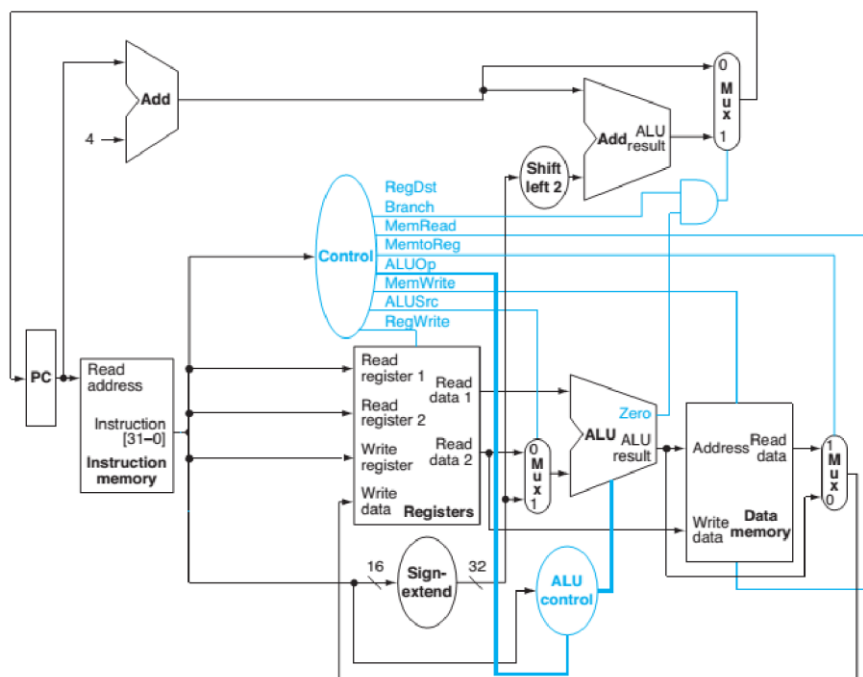 0
M
u
x
1
Add
4
Add
ALU
result
Shift
left 2
RegDst
Branch
MemRead
MemtoReg
ALUOp
MemWrite
ALUSrc
RegWrite
Control
PC
Read
address
Instruction
[31–0]
Instruction
memory
Read
register 1
Read
register 2
Write
register
Write
data
Read
data 1
Read
data 2
Registers
0
M
u
x
1
Zero
ALU
ALU
result
Address
Read
data
Write
data
Data
memory
1
M
u
x
0
16
Sign-
extend
32
ALU
control